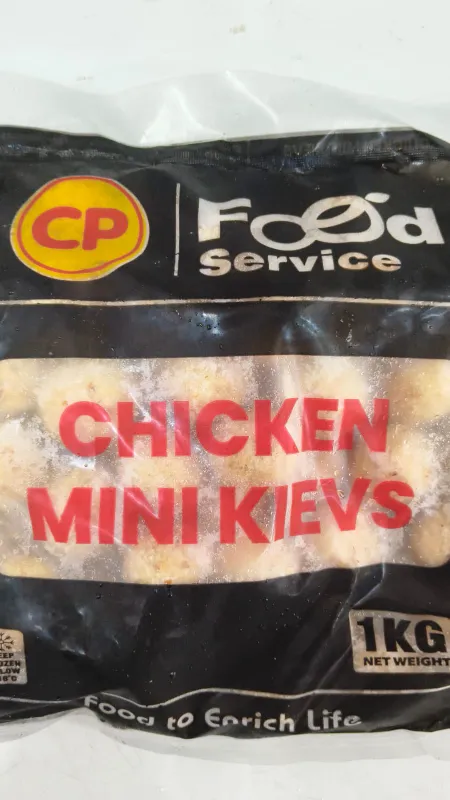 CP
Food
Service
CHICKEN
MINI KIEVS
1KG
NET WEIGHT
Food to Enrich Life